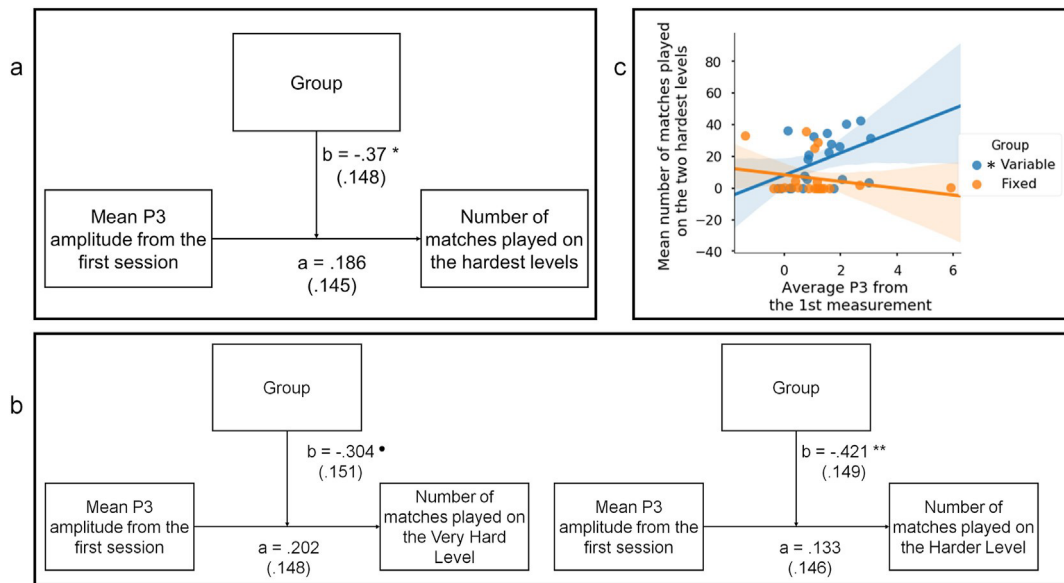 a
Group
b = -.37 *
(.148)
Mean P3
amplitude from the
first session
a = .186
(.145)
Number of
matches played on
the hardest levels
c
Mean number of matches played
on the two hardest levels
80
60
40
20
0
−20
−40
0
2
4
6
Average P3 from
the 1st measurement
Group
* Variable
Fixed
b
Group
b = -.304 •
(.151)
Mean P3
amplitude from the
first session
a = .202
(.148)
Number of
matches played on
the Very Hard
Level
Group
b = -.421 **
(.149)
Mean P3
amplitude from the
first session
a = .133
(.146)
Number of
matches played on
the Harder Level